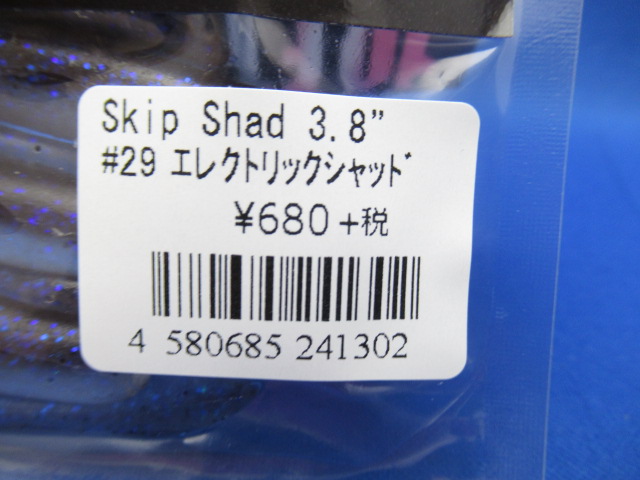 Skip Shad 3.8"
#29 ｴﾚｸﾄﾘｯｸｼｬｯﾄﾞ
¥680+税
4 580685 241302